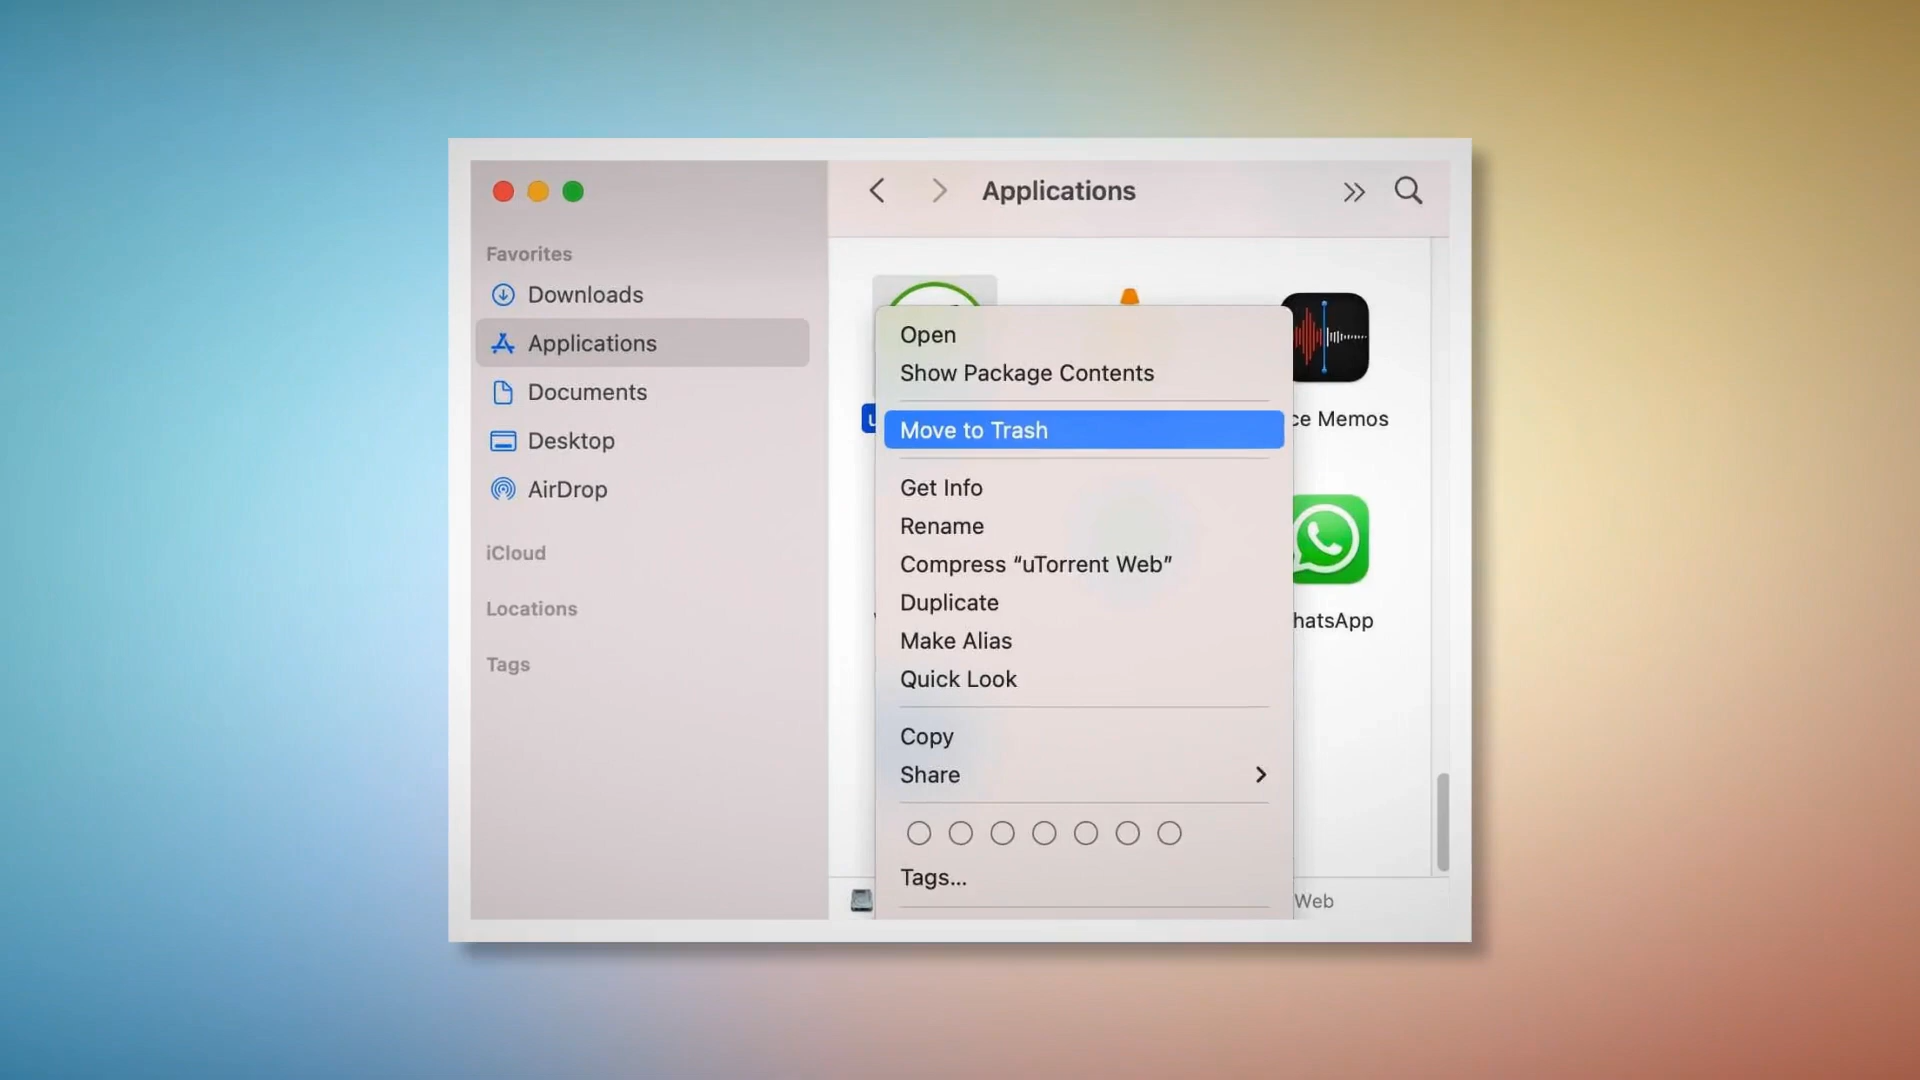 Applications
Favorites
Downloads
Applications
Documents
Desktop
AirDrop
iCloud
Locations
Tags
Open
Show Package Contents
Move to Trash
Get Info
Rename
Compress “uTorrent Web”
Duplicate
Make Alias
Quick Look
Copy
Share
Tags...
ce Memos
hatsApp
Web